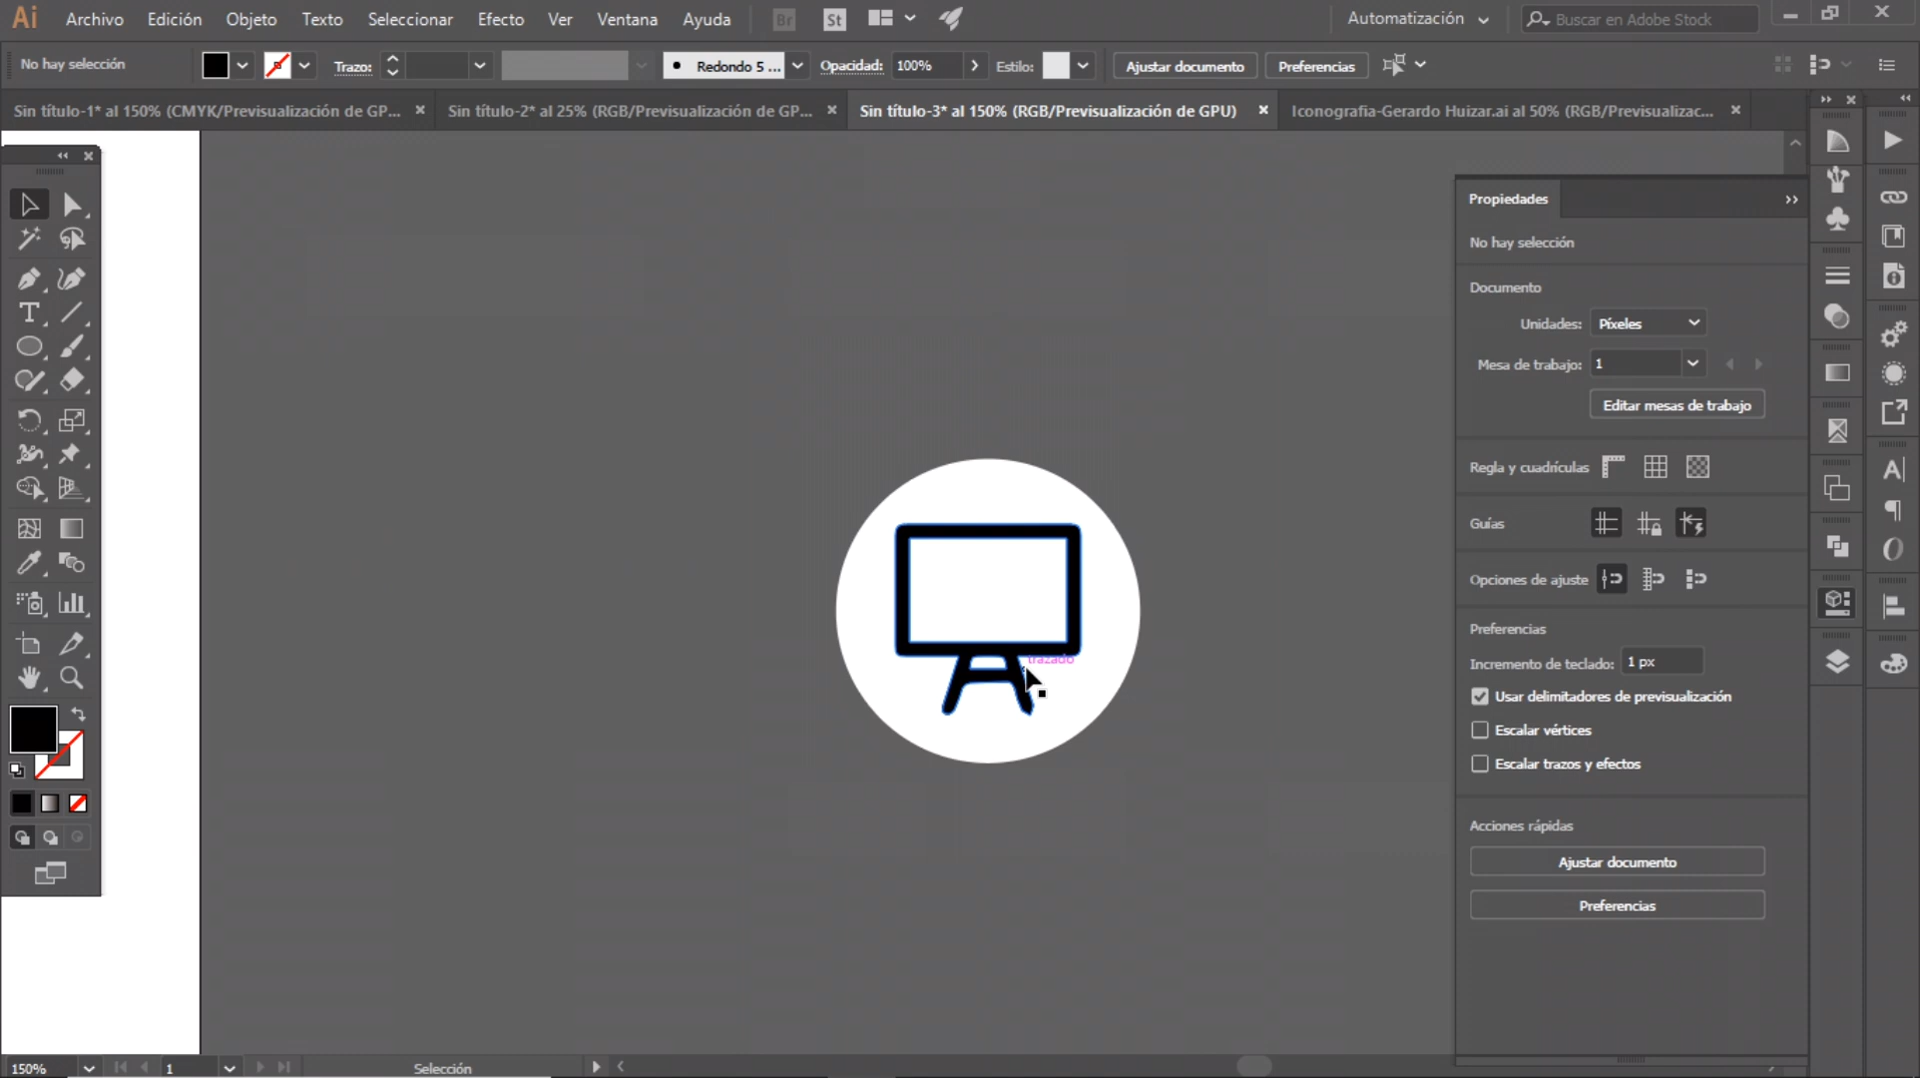 Ai Archivo Edición Objeto Texto Seleccionar Efecto Ver Ventana Ayuda Br St Automatización Buscar en Adobe Stock
No hay selección Trazo: Redondo 5 ... Opacidad: 100% Estilo: Ajustar documento Preferencias
Sin título-1* al 150% (CMYK/Previsualización de GP... Sin título-2* al 25% (RGB/Previsualización de GP... Sin título-3* al 150% (RGB/Previsualización de GPU) Iconografia-Gerardo Huizar.ai al 50% (RGB/Previsualizac...
Propiedades
No hay selección
Documento
Unidades: Píxeles
Mesa de trabajo: 1
Editar mesas de trabajo
Regla y cuadrículas
Guías
Opciones de ajuste
Preferencias
Incremento de teclado: 1 px
Usar delimitadores de previsualización
Escalar vértices
Escalar trazos y efectos
Acciones rápidas
Ajustar documento
Preferencias
trazado
150% 1 Selección